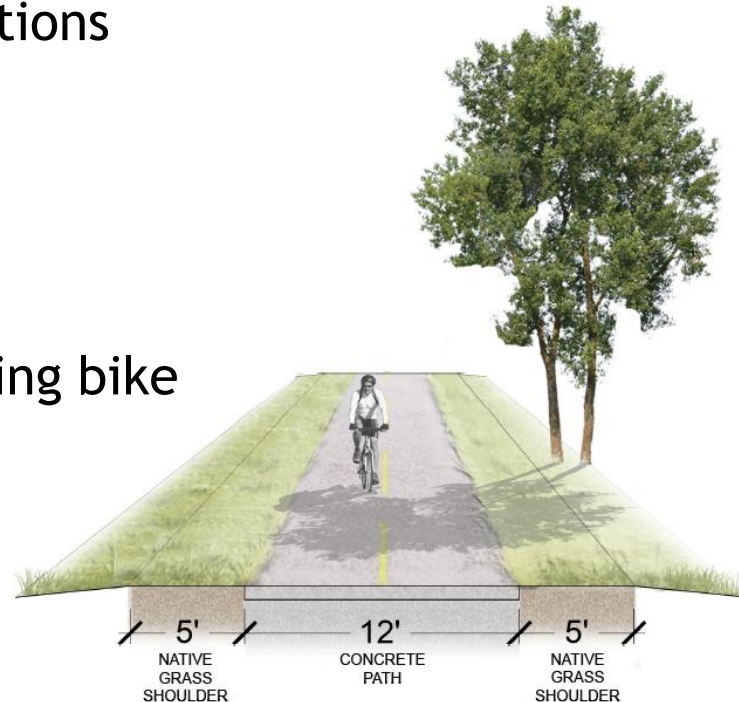 tions
ing bike
5' 12' 5'
NATIVE GRASS SHOULDER
CONCRETE PATH
NATIVE GRASS SHOULDER